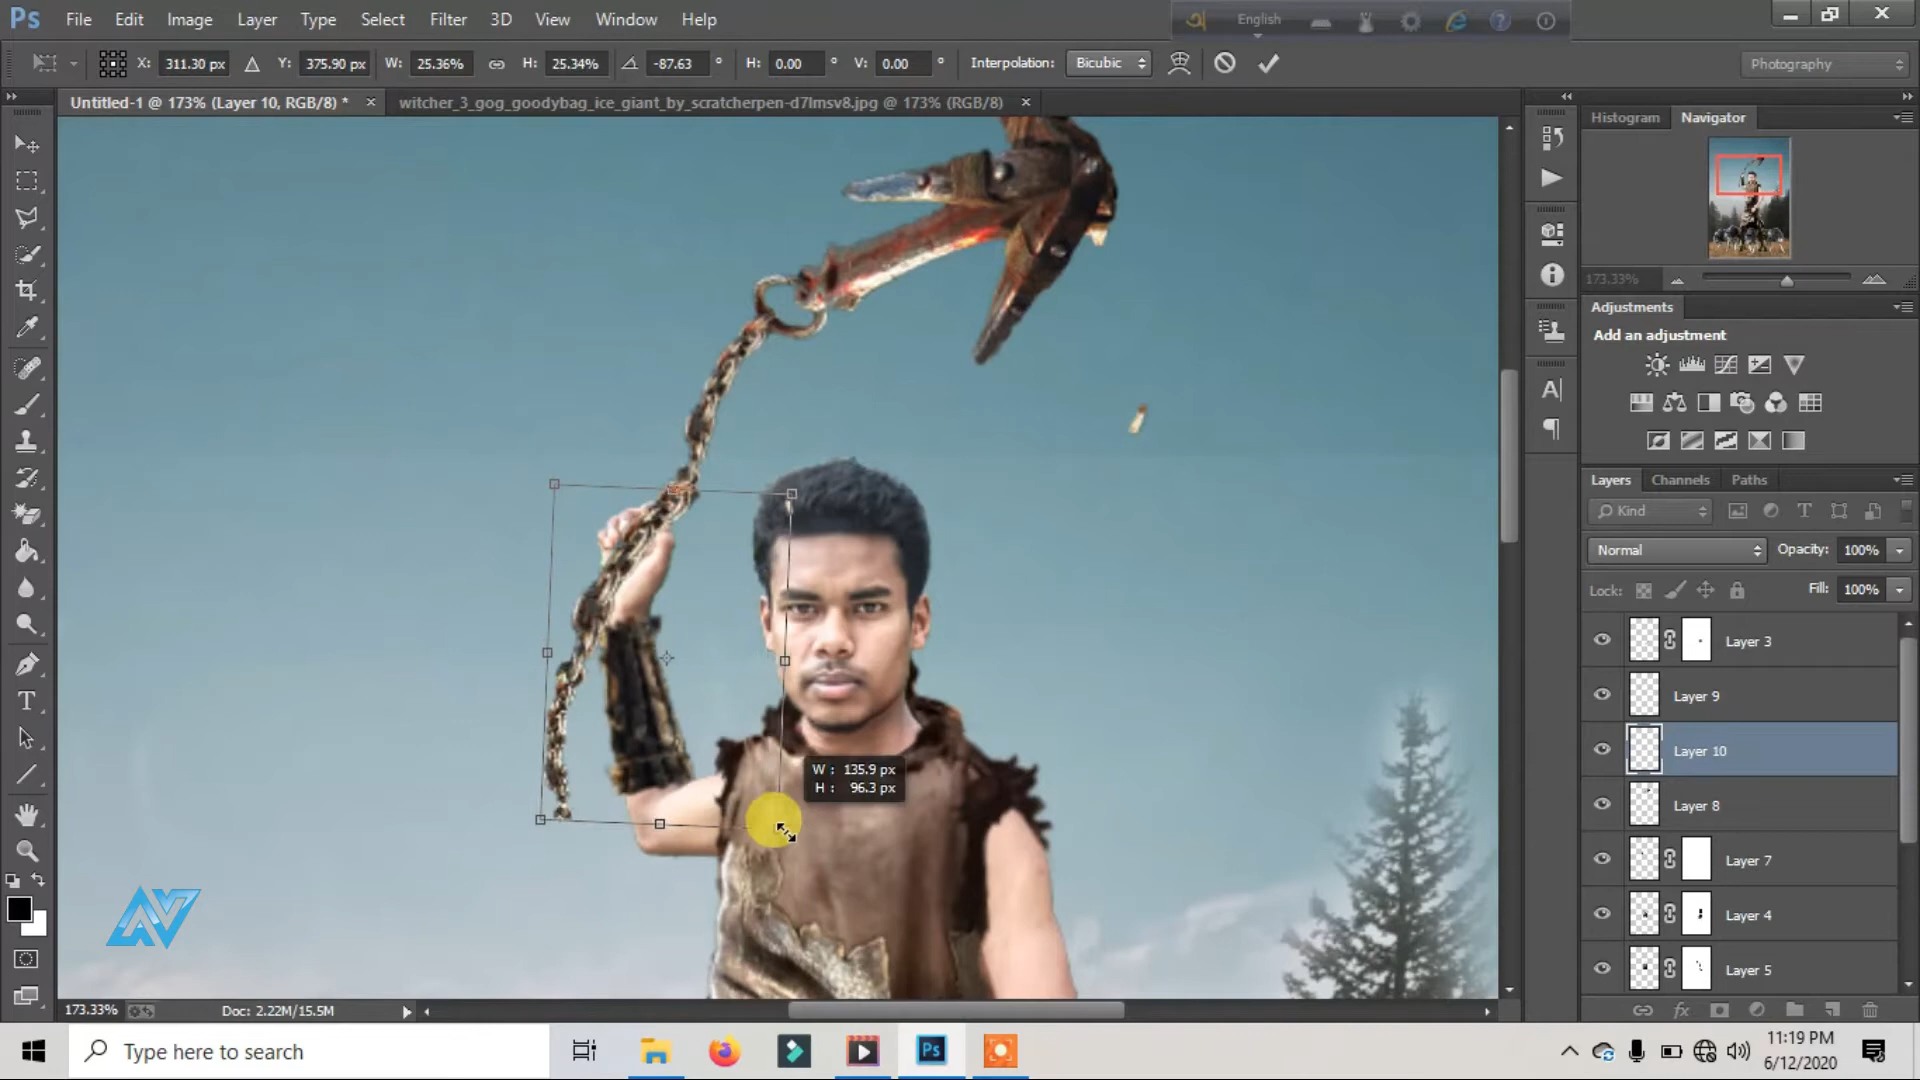 Ps File Edit Image Layer Type Select Filter 3D View Window Help
English
X: 311.30 px Y: 375.90 px W: 25.36% H: 25.34% -87.63 ° H: 0.00 ° V: 0.00 ° Interpolation: Bicubic
Photography
Untitled-1 @ 173% (Layer 10, RGB/8) * × witcher_3_gog_goodybag_ice_giant_by_scratcherpen-d7lmsv8.jpg @ 173% (RGB/8) ×
Histogram Navigator
173.33%
Adjustments
Add an adjustment
Layers Channels Paths
Kind
Normal Opacity: 100%
Lock: Fill: 100%
Layer 3
Layer 9
Layer 10
Layer 8
Layer 7
Layer 4
Layer 5
W : 135.9 px
H : 96.3 px
AV
173.33% Doc: 2.22M/15.5M
Type here to search
Ps
11:19 PM
6/12/2020